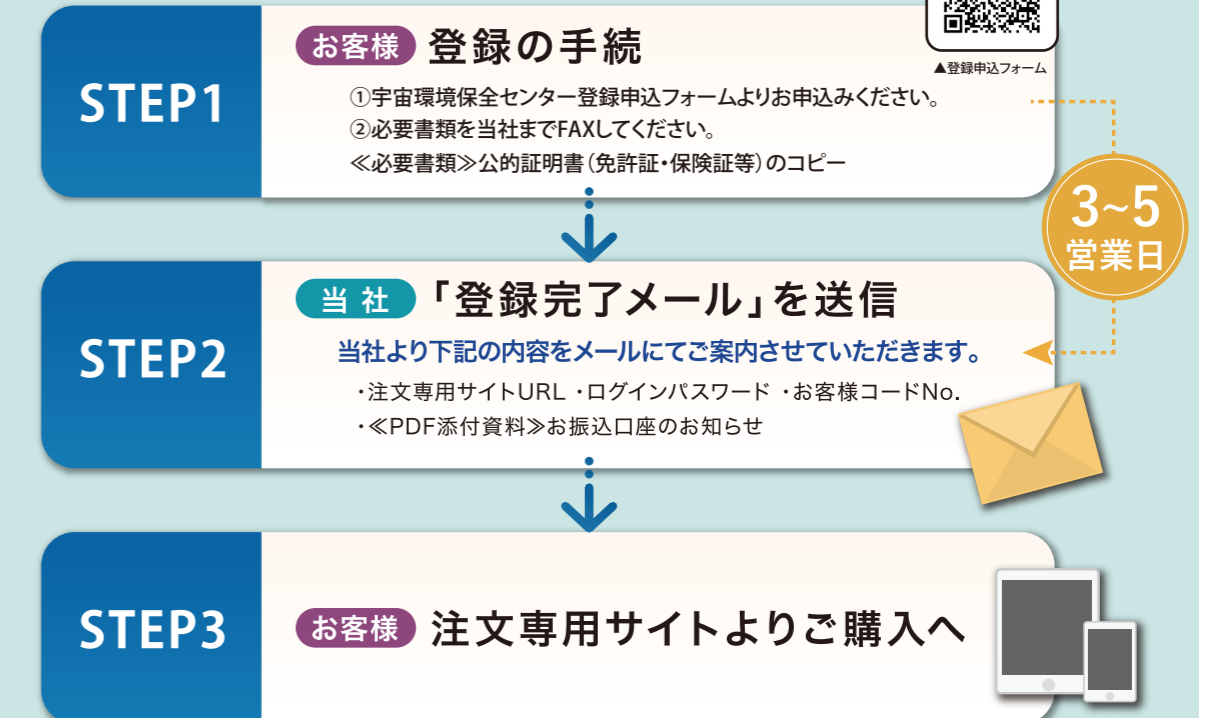 ▲登録申込フォーム
STEP1
お客様 登録の手続
①宇宙環境保全センター登録申込フォームよりお申込みください。
②必要書類を当社までFAXしてください。
≪必要書類≫公的証明書(免許証・保険証等)のコピー
3~5
営業日
STEP2
当社 「登録完了メール」を送信
当社より下記の内容をメールにてご案内させていただきます。
・注文専用サイトURL ・ログインパスワード ・お客様コードNo.
・≪PDF添付資料≫お振込口座のお知らせ
STEP3
お客様 注文専用サイトよりご購入へ